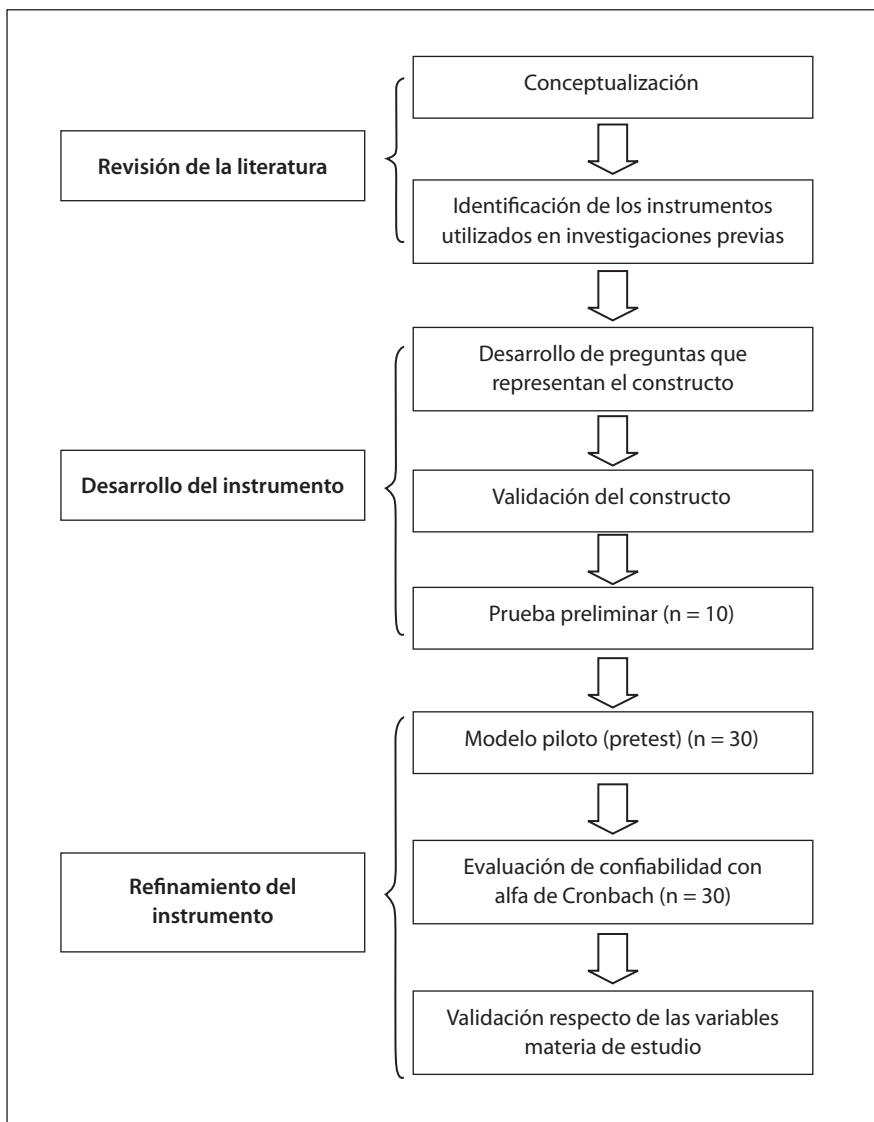 Conceptualización
Revisión de la literatura
Identificación de los instrumentos
utilizados en investigaciones previas
Desarrollo de preguntas que
representan el constructo
Desarrollo del instrumento
Validación del constructo
Prueba preliminar (n = 10)
Modelo piloto (pretest) (n = 30)
Refinamiento del
instrumento
Evaluación de confiabilidad con
alfa de Cronbach (n = 30)
Validación respecto de las variables
materia de estudio